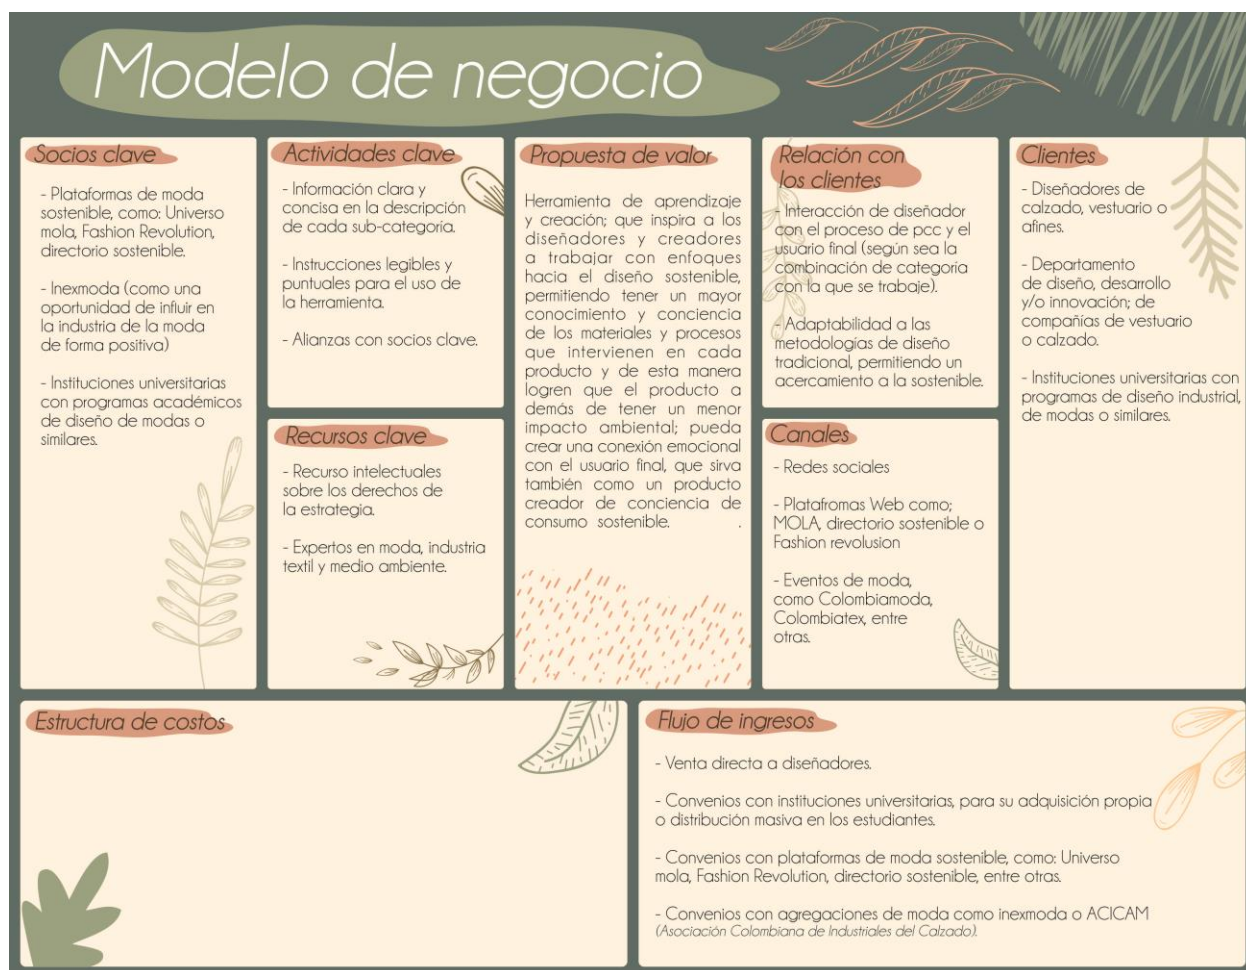 Modelo de negocio
Socios clave
- Plataformas de moda
sostenible, como: Universo
mola, Fashion Revolution,
directorio sostenible.
- Inexmoda (como una
oportunidad de influir en
la industria de la moda
de forma positiva)
- Instituciones universitarias
con programas académicos
de diseño de modas o
similares.
Actividades clave
- Información clara y
concisa en la descripción
de cada sub-categoria.
- Instrucciones legibles y
puntuales para el uso de
la herramienta.
- Alianzas con socios clave.
Recursos clave
- Recurso intelectuales
sobre los derechos de
la estrategia.
- Expertos en moda, industria
textil y medio ambiente.
Propuesta de valor
Herramienta de aprendizaje
y creación; que inspira a los
diseñadores y creadores
a trabajar con enfoques
hacia el diseño sostenible,
permitiendo tener un mayor
conocimiento y conciencia
de los materiales y procesos
que intervienen en cada
producto y de esta manera
logren que el producto a
demás de tener un menor
impacto ambiental; pueda
crear una conexión emocional
con el usuario final, que sirva
también como un producto
creador de conciencia de
consumo sostenible. .
Relación con
los clientes
- Interacción de diseñador
con el proceso de pcc y el
usuario final (según sea la
combinación de categoria
con la que se trabaje).
- Adaptabilidad a las
metodologías de diseño
tradicional, permitiendo un
acercamiento a la sostenible.
Canales
- Redes sociales
- Platafromas Web como;
MOLA, directorio sostenible o
Fashion revolusion
- Eventos de moda,
como Colombiamoda,
Colombiatex, entre
otras.
Clientes
- Diseñadores de
calzado, vestuario o
afines.
- Departamento
de diseño, desarrollo
y/o innovación; de
compañías de vestuario
o calzado.
- Instituciones universitarias con
programas de diseño industrial,
de modas o similares.
Estructura de costos
Flujo de ingresos
- Venta directa a diseñadores.
- Convenios con instituciones universitarias, para su adquisición propia
o distribución masiva en los estudiantes.
- Convenios con plataformas de moda sostenible, como: Universo
mola, Fashion Revolution, directorio sostenible, entre otras.
- Convenios con agregaciones de moda como inexmoda o ACICAM
(Asociación Colombiana de Industriales del Calzado).